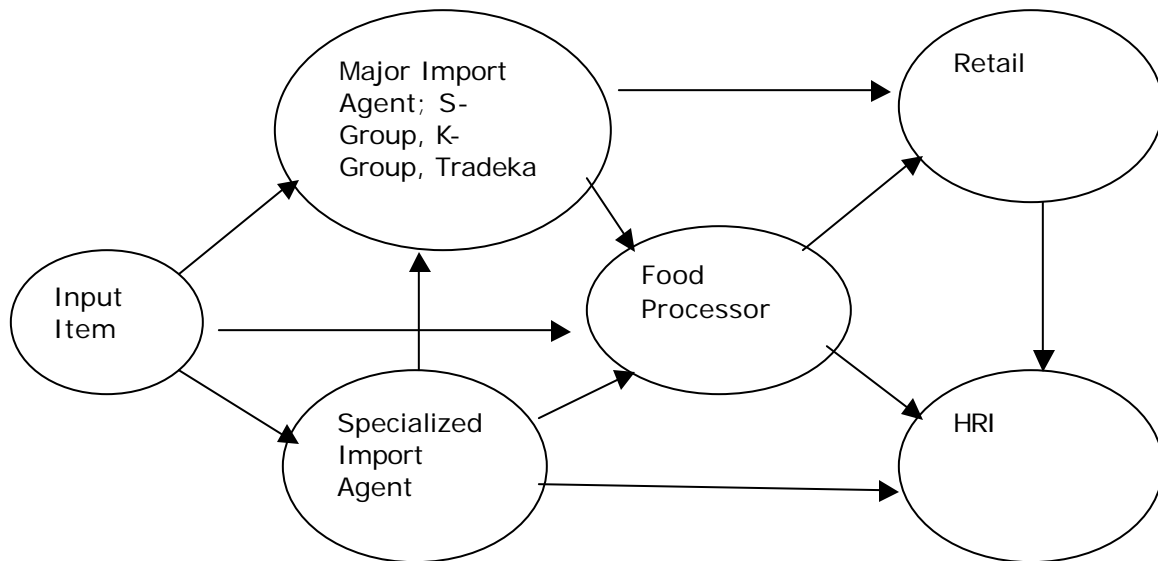 Major Import
Agent; S-
Group, K-
Group, Tradeka
Retail
Input
Item
Food
Processor
Specialized
Import
Agent
HRI